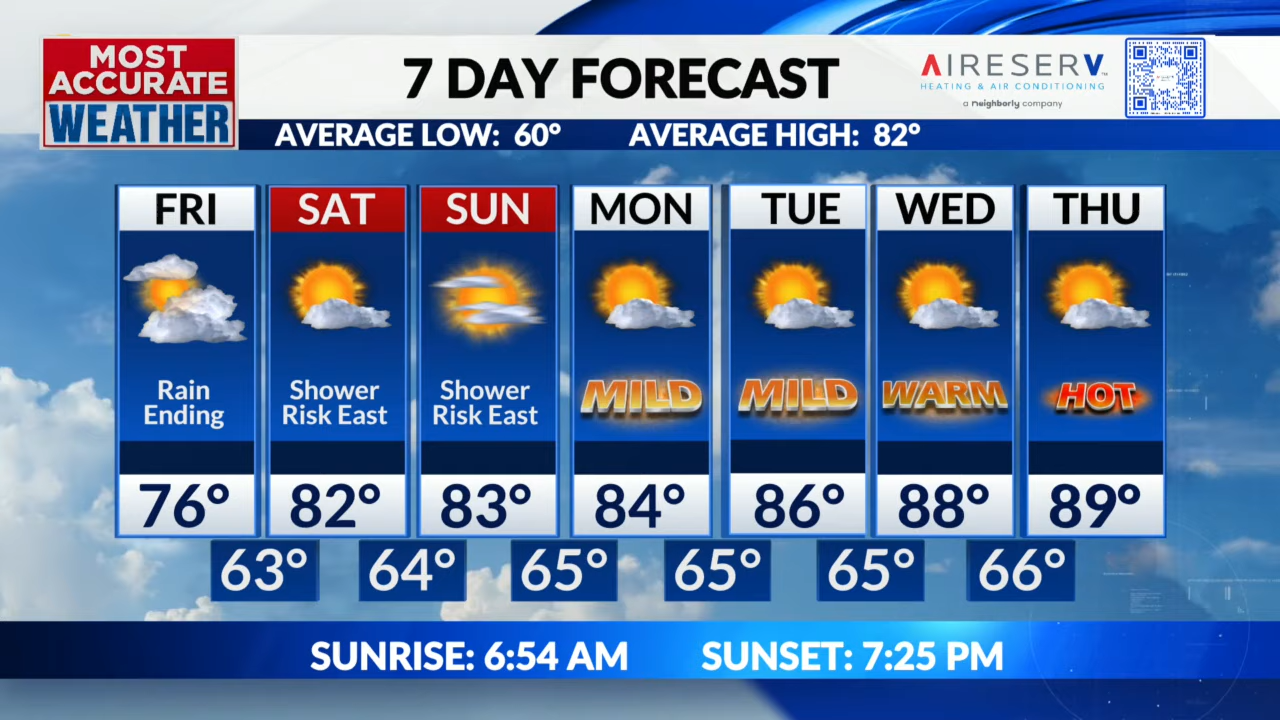 MOST
ACCURATE
WEATHER
7 DAY FORECAST
AIRESERV™
HEATING & AIR CONDITIONING
a neighborly company
AVERAGE LOW: 60° AVERAGE HIGH: 82°
FRI SAT SUN MON TUE WED THU
Rain Shower Shower
Ending Risk East Risk East
MILD MILD WARM HOT
76° 82° 83° 84° 86° 88° 89°
63° 64° 65° 65° 65° 66°
SUNRISE: 6:54 AM SUNSET: 7:25 PM